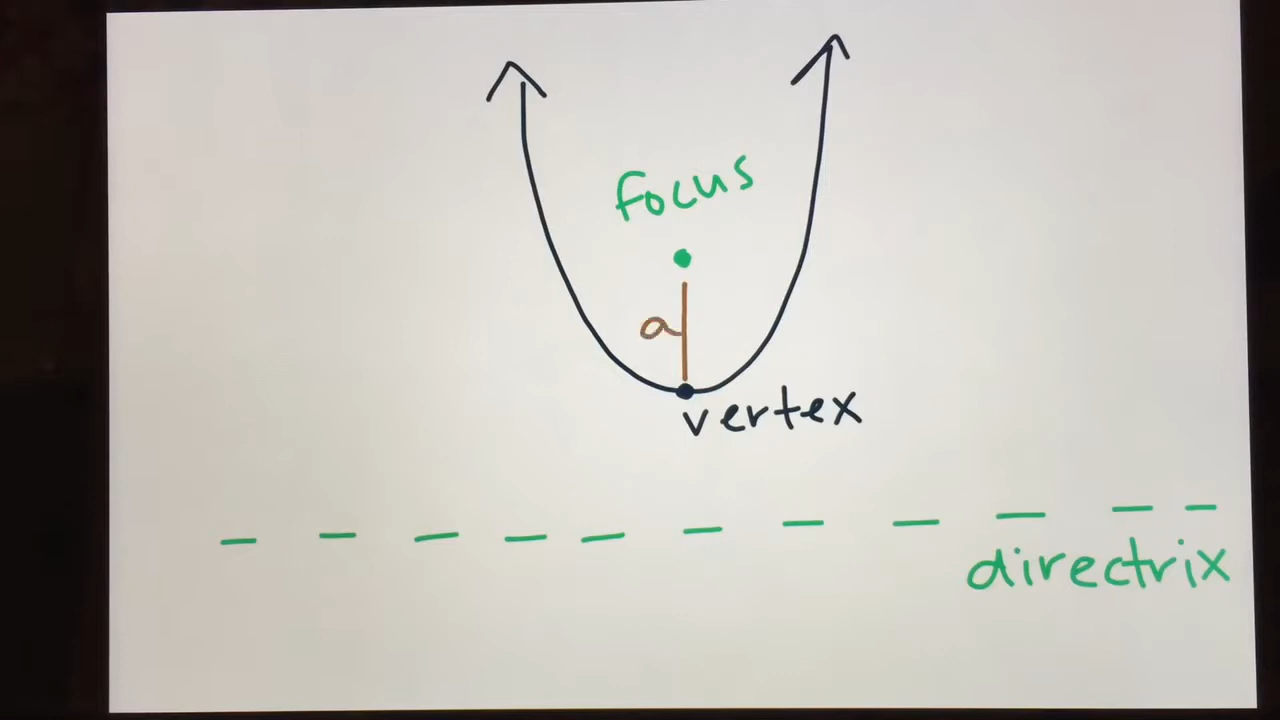 focus
a
vertex
directrix